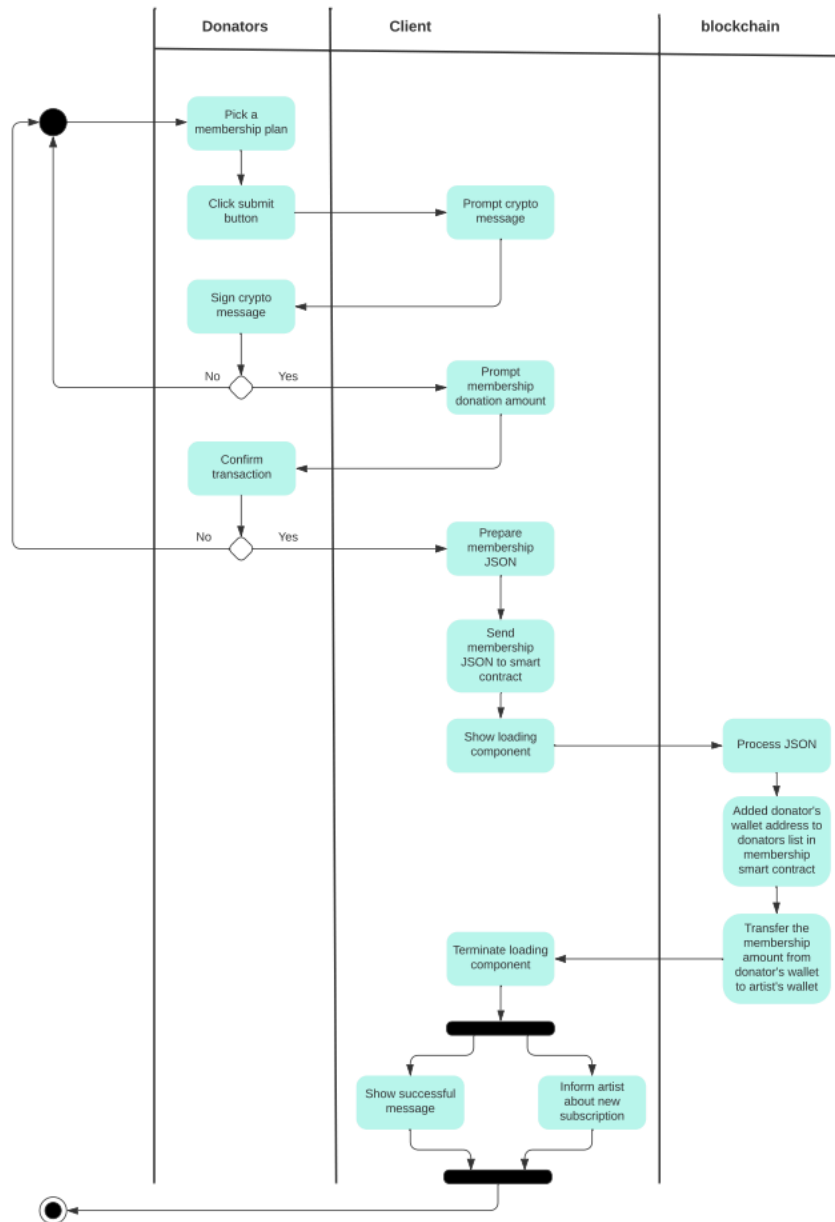 Donators
Client
blockchain
Pick a
membership plan
Click submit
button
Prompt crypto
message
Sign crypto
message
No
Yes
Prompt
membership
donation amount
Confirm
transaction
No
Yes
Prepare
membership
JSON
Send
membership
JSON to smart
contract
Show loading
component
Process JSON
Added donator's
wallet address to
donators list in
membership
smart contract
Transfer the
membership
amount from
donator's wallet
to artist's wallet
Terminate loading
component
Show successful
message
Inform artist
about new
subscription